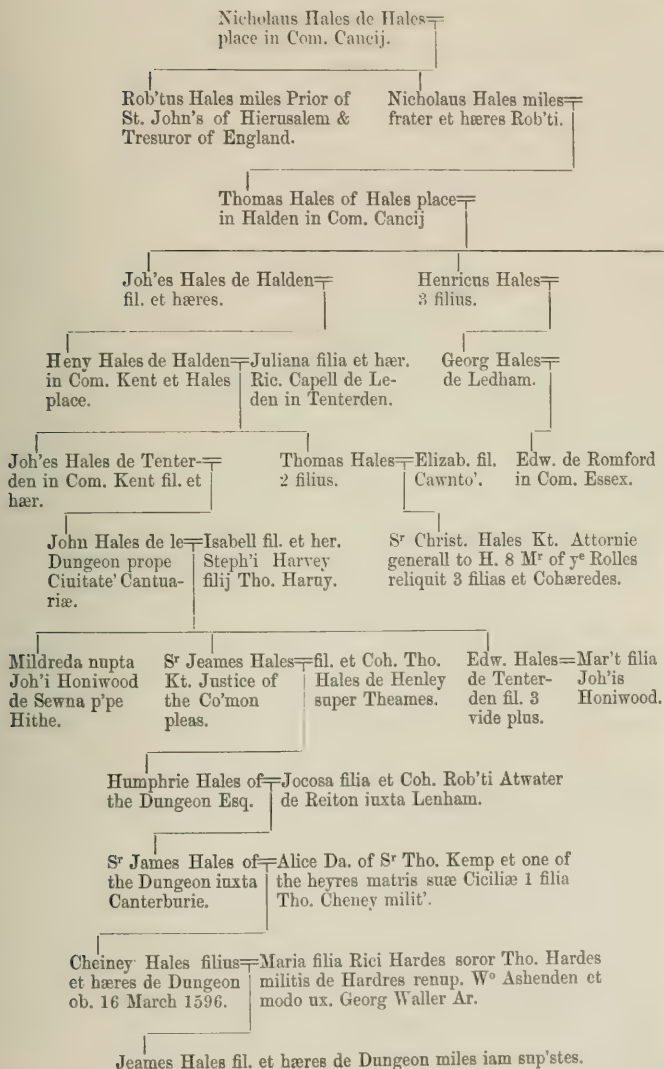 Nicholaus Hales de Hales
place in Com. Cancij.
Rob'tus Hales miles Prior of
St. John's of Hierusalem &
Tresuror of England.
Nicholaus Hales miles
frater et hæres Rob'ti.
Thomas Hales of Hales place
in Halden in Com. Cancij
Joh'es Hales de Halden
fil. et hæres.
Henricus Hales
3 filius.
Heny Hales de Halden
in Com. Kent et Hales
place.
Juliana filia et hær.
Ric. Capell de Le-
den in Tenterden.
Georg Hales
de Ledham.
Joh'es Hales de Tenter-
den in Com. Kent fil. et
hær.
Thomas Hales
2 filius.
Elizab. fil.
Cawnto'.
Edw. de Romford
in Com. Essex.
John Hales de le
Dungeon prope
Ciuitate' Cantua-
riæ.
Isabell fil. et her.
Steph'i Harvey
filij Tho. Haruy.
Sr Christ. Hales Kt. Attornie
generall to H. 8 Mr of ye Rolles
reliquit 3 filias et Cohæredes.
Mildreda nupta
Joh'i Honiwood
de Sewna p'pe
Hithe.
Sr Jeames Hales
Kt. Justice of
the Co'mon
pleas.
fil. et Coh. Tho.
Hales de Henley
super Theames.
Edw. Hales
de Tenter-
den fil. 3
vide plus.
Mar't filia
Joh'is
Honiwood.
Humphrie Hales of
the Dungeon Esq.
Jocosa filia et Coh. Rob'ti Atwater
de Reiton iuxta Lenham.
Sr James Hales of
the Dungeon iuxta
Canterburie.
Alice Da. of Sr Tho. Kemp et one of
the heyres matris suæ Ciciliæ 1 filia
Tho. Cheney milit'.
Cheiney Hales filius
et hæres de Dungeon
ob. 16 March 1596.
Maria filia Rici Hardes soror Tho. Hardes
militis de Hardres renup. Wo Ashenden et
modo ux. Georg Waller Ar.
Jeames Hales fil. et hæres de Dungeon miles iam sup'stes.